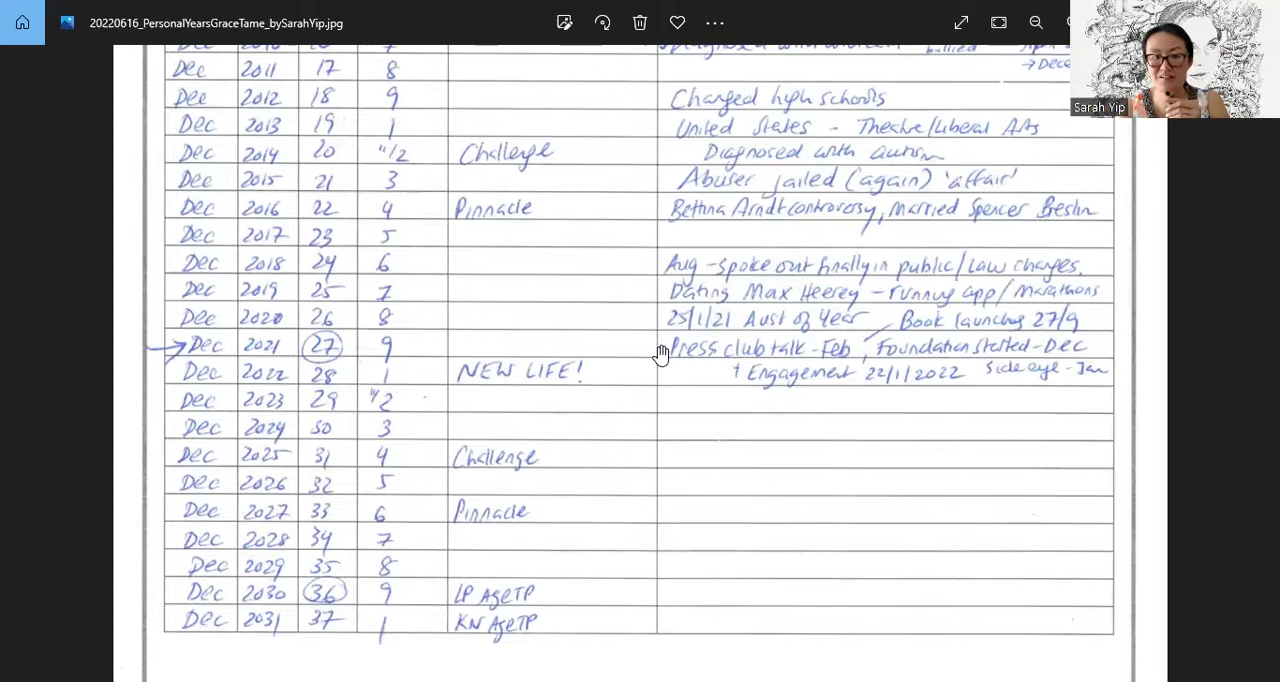 20220616_PersonalYearsGraceTame_bySarahYip.jpg
Sarah Yip
bullied
Dec 2011 17 8
Dec 2012 18 9 Changed high schools
Dec 2013 19 1 United States - Theatre/Liberal Arts
Dec 2014 20 11/2 Challenge Diagnosed with autism
Dec 2015 21 3 Abuser jailed (again) 'affair'
Dec 2016 22 4 Pinnacle Bettina Arndt controversy, Married Spencer Breslin
Dec 2017 23 5
Dec 2018 24 6 Aug - spoke out finally in public/law changes.
Dec 2019 25 7 Dating Max Heerey - running app/marathons
Dec 2020 26 8 25/1/21 Aust of Year Book launches 27/9
Dec 2021 27 9 Press club talk - Feb, Foundation started - Dec
Dec 2022 28 1 NEW LIFE! + Engagement 22/1/2022 Side eye - Jan
Dec 2023 29 11/2
Dec 2024 30 3
Dec 2025 31 4 Challenge
Dec 2026 32 5
Dec 2027 33 6 Pinnacle
Dec 2028 34 7
Dec 2029 35 8
Dec 2030 36 9 LP Age TP
Dec 2031 37 1 KN Age TP